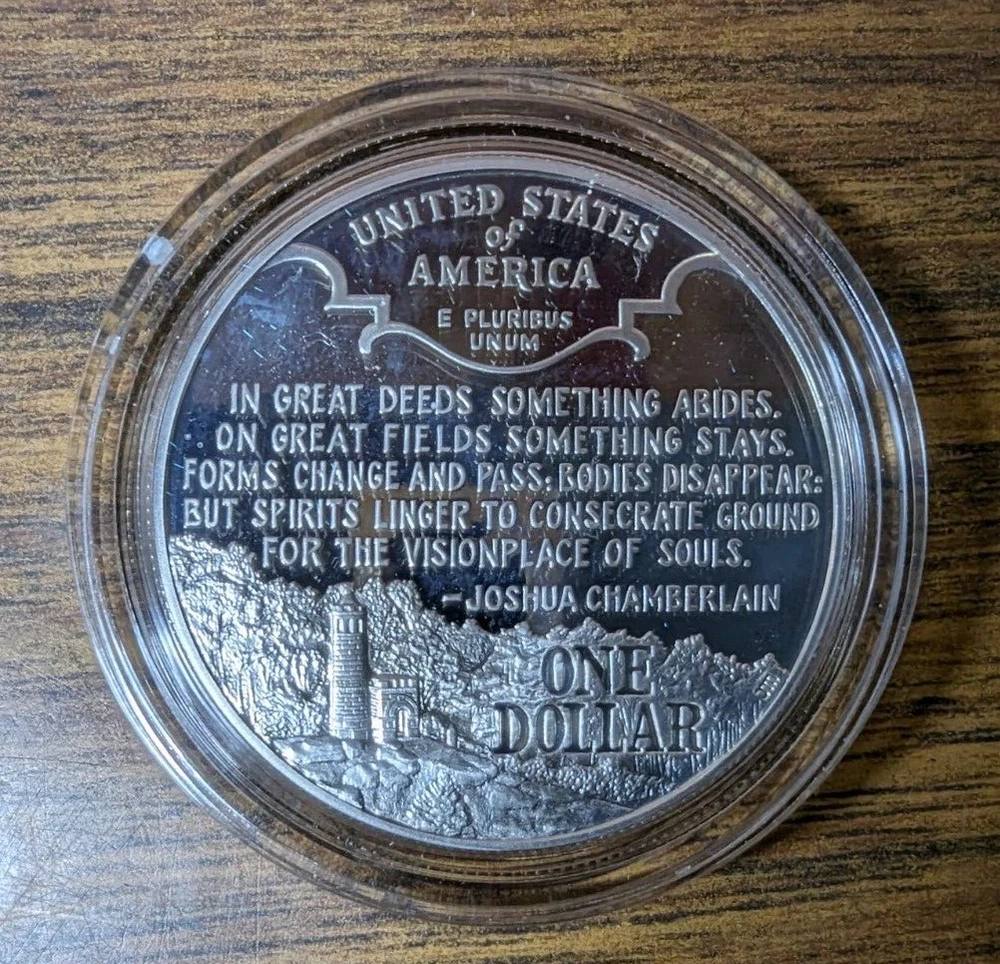 UNITED STATES
of
AMERICA
E PLURIBUS
UNUM
IN GREAT DEEDS SOMETHING ABIDES.
ON GREAT FIELDS SOMETHING STAYS.
FORMS CHANGE AND PASS; BODIES DISAPPEAR;
BUT SPIRITS LINGER TO CONSECRATE GROUND
FOR THE VISIONPLACE OF SOULS.
-JOSHUA CHAMBERLAIN
ONE
DOLLAR